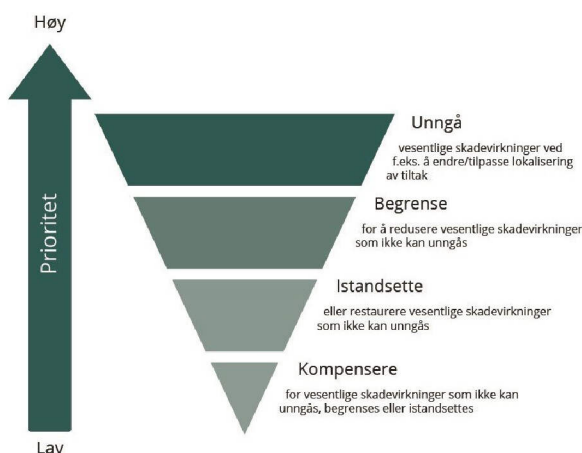 Høy
Prioritet
Unngå
vesentlige skadevirkninger ved
f.eks. å endre/tilpasse lokalisering
av tiltak
Begrense
for å redusere vesentlige skadevirkninger
som ikke kan unngås
Istandsette
eller restaurere vesentlige skadevirkninger
som ikke kan unngås
Kompensere
for vesentlige skadevirkninger som ikke kan
unngås, begrenses eller istandsettes
Lav